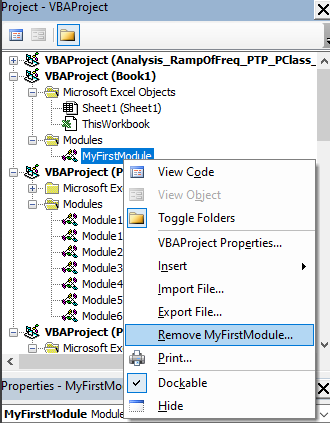 Project - VBAProject
VBAProject (Analysis_RampOfFreq_PTP_PClass_
VBAProject (Book1)
Microsoft Excel Objects
Sheet1 (Sheet1)
ThisWorkbook
Modules
MyFirstModule
VBAProject (P
Microsoft Ex
Modules
Module1
Module1
Module2
Module3
Module4
Module5
Module6
VBAProject (P
Microsoft Ex
View Code
View Object
Toggle Folders
VBAProject Properties...
Insert
Import File...
Export File...
Remove MyFirstModule...
Print...
Dockable
Hide
Properties - MyFirstMod
MyFirstModule Module